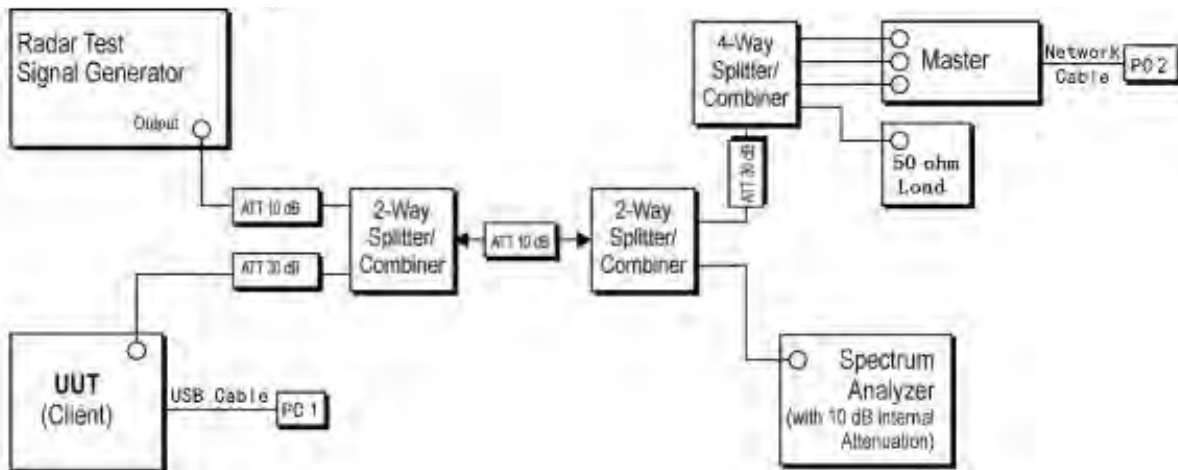 Radar Test
Signal Generator
Output
ATT 10 dB
ATT 30 dB
2-Way
Splitter/
Combiner
ATT 10 dB
2-Way
Splitter/
Combiner
4-Way
Splitter/
Combiner
ATT 30 dB
Master
Network
Cable
PC 2
50 ohm
Load
UUT
(Client)
USB Cable
PC 1
Spectrum
Analyzer
(with 10 dB internal
Attenuation)